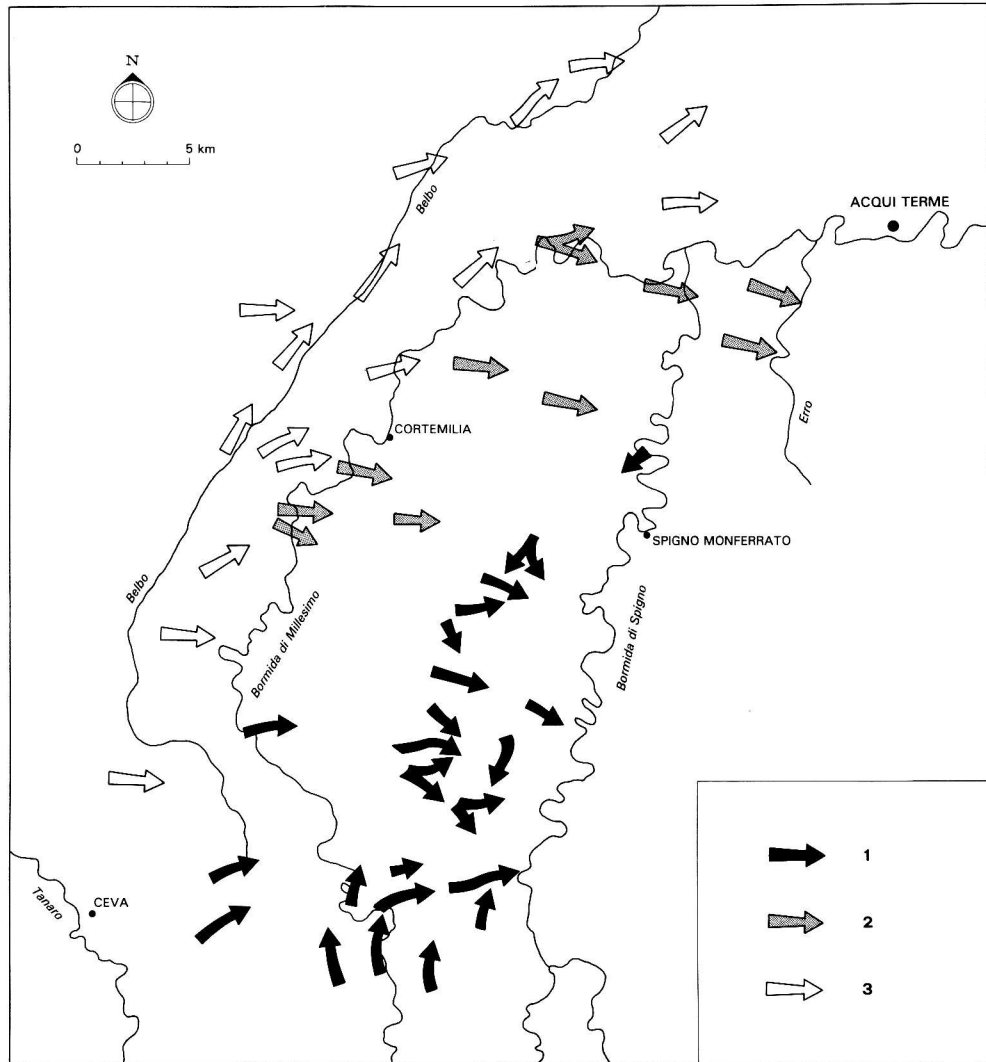 N
0 5 km
Belbo
ACQUI TERME
Erro
CORTEMILIA
SPIGNO MONFERRATO
Belbo
Bormida di Millesimo
Bormida di Spigno
Tanaro
CEVA
1
2
3